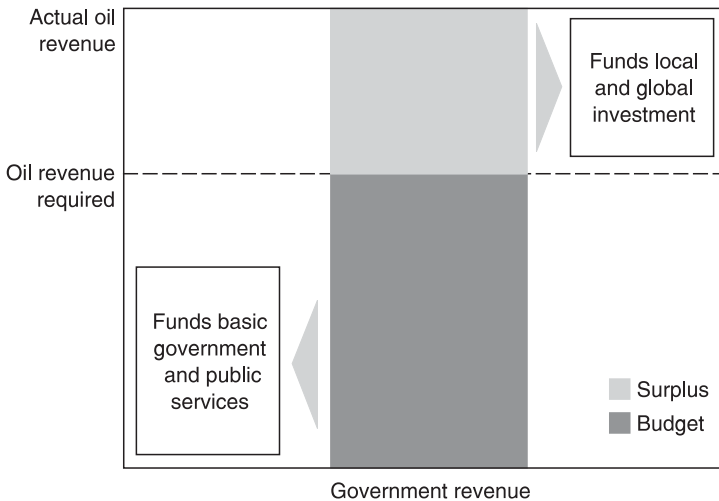 Actual oil
revenue
Funds local
and global
investment
Oil revenue
required
Funds basic
government
and public
services
Surplus
Budget
Government revenue